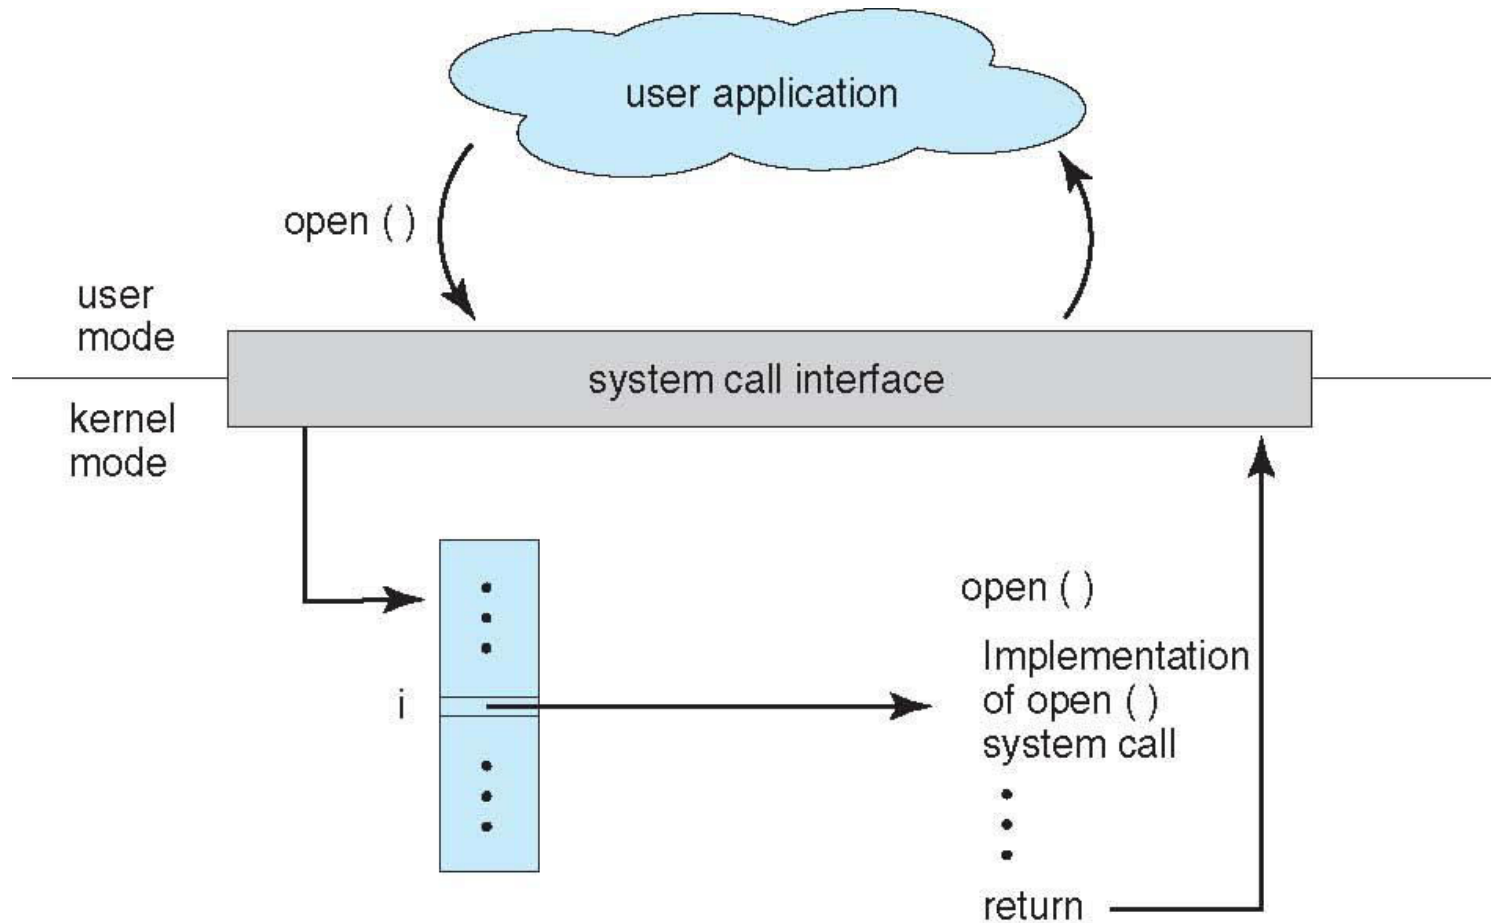 user application
open ( )
user
mode
system call interface
kernel
mode
open ( )
i
Implementation
of open ( )
system call
return